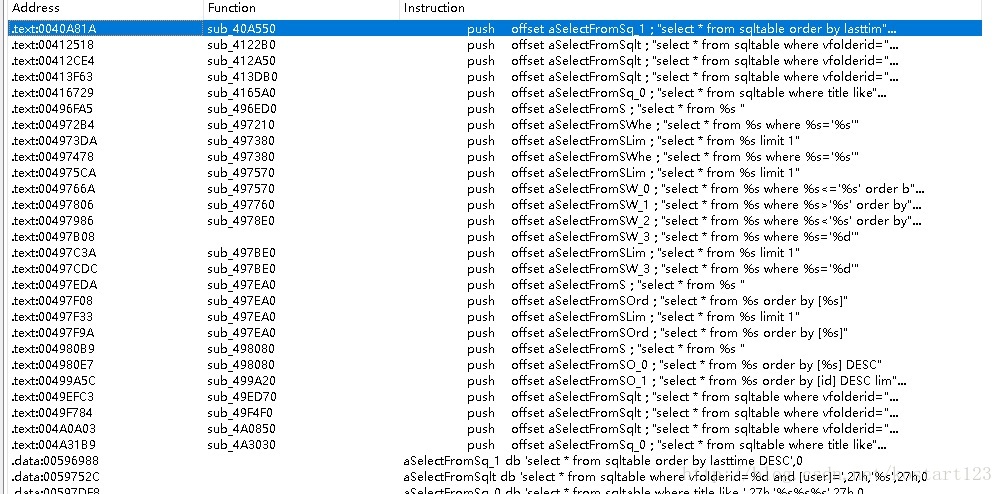 Address Function Instruction
.text:0040A81A sub_40A550 push offset aSelectFromSq_1 ; "select * from sqltable order by lasttim"...
.text:00412518 sub_4122B0 push offset aSelectFromSqlt ; "select * from sqltable where vfolderid="...
.text:00412CE4 sub_412A50 push offset aSelectFromSqlt ; "select * from sqltable where vfolderid="...
.text:00413F63 sub_413DB0 push offset aSelectFromSqlt ; "select * from sqltable where vfolderid="...
.text:00416729 sub_4165A0 push offset aSelectFromSq_0 ; "select * from sqltable where title like"...
.text:00496FA5 sub_496ED0 push offset aSelectFromS ; "select * from %s "
.text:004972B4 sub_497210 push offset aSelectFromSWhe ; "select * from %s where %s='%s'"
.text:004973DA sub_497380 push offset aSelectFromSLim ; "select * from %s limit 1"
.text:00497478 sub_497380 push offset aSelectFromSWhe ; "select * from %s where %s='%s'"
.text:004975CA sub_497570 push offset aSelectFromSLim ; "select * from %s limit 1"
.text:0049766A sub_497570 push offset aSelectFromSW_0 ; "select * from %s where %s<='%s' order b"...
.text:00497806 sub_497760 push offset aSelectFromSW_1 ; "select * from %s where %s>'%s' order by"...
.text:00497986 sub_4978E0 push offset aSelectFromSW_2 ; "select * from %s where %s<'%s' order by"...
.text:00497B08 push offset aSelectFromSW_3 ; "select * from %s where %s='%d'"
.text:00497C3A sub_497BE0 push offset aSelectFromSLim ; "select * from %s limit 1"
.text:00497CDC sub_497BE0 push offset aSelectFromSW_3 ; "select * from %s where %s='%d'"
.text:00497EDA sub_497EA0 push offset aSelectFromS ; "select * from %s "
.text:00497F08 sub_497EA0 push offset aSelectFromSOrd ; "select * from %s order by [%s]"
.text:00497F33 sub_497EA0 push offset aSelectFromSLim ; "select * from %s limit 1"
.text:00497F9A sub_497EA0 push offset aSelectFromSOrd ; "select * from %s order by [%s]"
.text:004980B9 sub_498080 push offset aSelectFromS ; "select * from %s "
.text:004980E7 sub_498080 push offset aSelectFromSO_0 ; "select * from %s order by [%s] DESC"
.text:00499A5C sub_499A20 push offset aSelectFromSO_1 ; "select * from %s order by [id] DESC lim"...
.text:0049EFC3 sub_49ED70 push offset aSelectFromSqlt ; "select * from sqltable where vfolderid="...
.text:0049F784 sub_49F4F0 push offset aSelectFromSqlt ; "select * from sqltable where vfolderid="...
.text:004A0A03 sub_4A0850 push offset aSelectFromSqlt ; "select * from sqltable where vfolderid="...
.text:004A31B9 sub_4A3030 push offset aSelectFromSq_0 ; "select * from sqltable where title like"...
.data:00596988 aSelectFromSq_1 db 'select * from sqltable order by lasttime DESC',0
.data:0059752C aSelectFromSqlt db 'select * from sqltable where vfolderid=%d and [user]=',27h,'%s',27h,0
.data:00597DF8 aSelectFromSq_0 db 'select * from sqltable where title like ',27h,'%s%s%s',27h,0